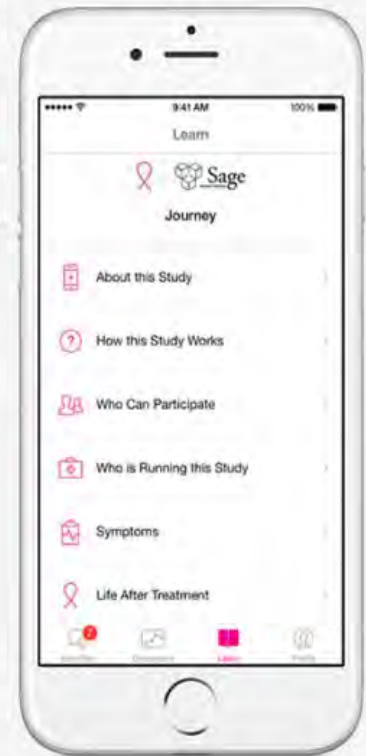 9:41 AM 100%
Learn
Sage
Journey
About this Study
How this Study Works
Who Can Participate
Who is Running this Study
Symptoms
Life After Treatment
Learn